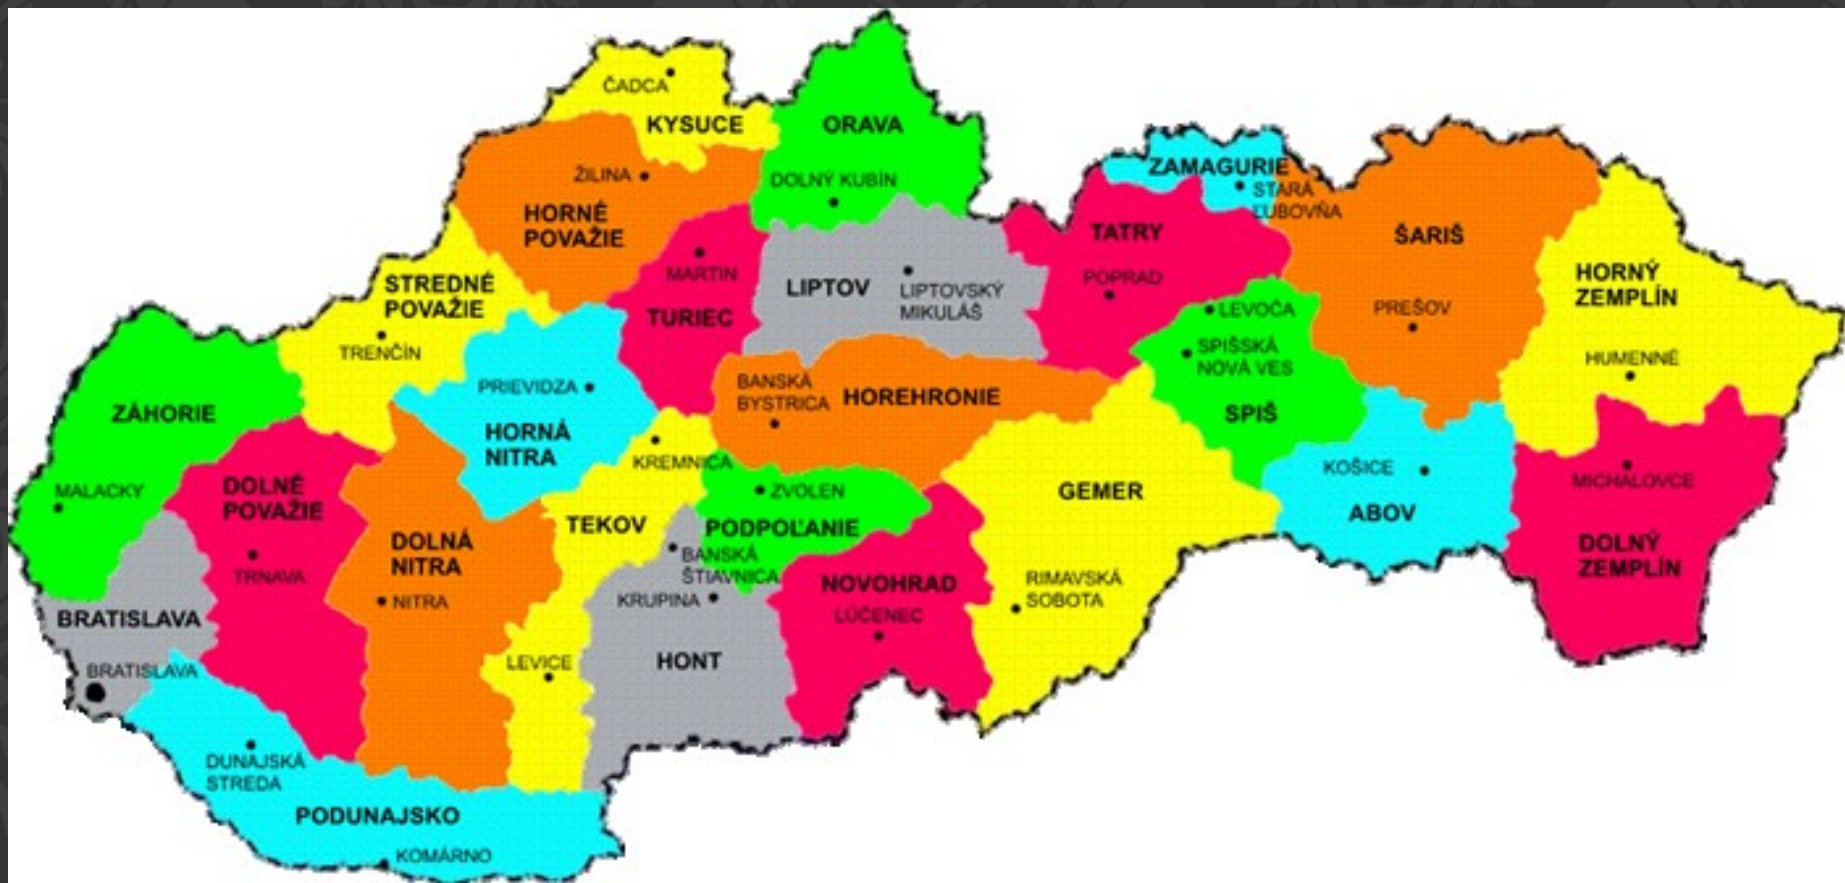 ČADCA
KYSUCE
ORAVA
ŽILINA
DOLNÝ KUBÍN
HORNÉ
POVAŽIE
ZAMAGURIE
STARÁ
ĽUBOVŇA
TATRY
POPRAD
ŠARIŠ
PREŠOV
HORNÝ
ZEMPLÍN
HUMENNÉ
STREDNÉ
POVAŽIE
TRENČÍN
MARTIN
TURIEC
LIPTOV
LIPTOVSKÝ
MIKULÁŠ
LEVOČA
SPIŠSKÁ
NOVÁ VES
SPIŠ
ZÁHORIE
MALACKY
PRIEVIDZA
HORNÁ
NITRA
BANSKÁ
BYSTRICA
HOREHRONIE
KREMNICA
DOLNÉ
POVAŽIE
TRNAVA
DOLNÁ
NITRA
NITRA
TEKOV
ZVOLEN
PODPOĽANIE
BANSKÁ
ŠTIAVNICA
KRUPINA
GEMER
RIMAVSKÁ
SOBOTA
KOŠICE
ABOV
MICHALOVCE
DOLNÝ
ZEMPLÍN
NOVOHRAD
LÚČENEC
BRATISLAVA
BRATISLAVA
LEVICE
HONT
DUNAJSKÁ
STREDA
PODUNAJSKO
KOMÁRNO